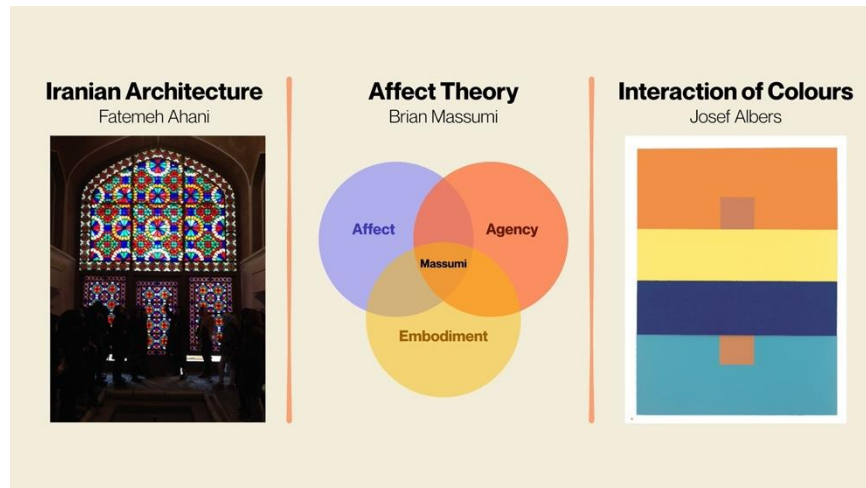 Iranian Architecture
Fatemeh Ahani
Affect Theory
Brian Massumi
Affect
Agency
Massumi
Embodiment
Interaction of Colours
Josef Albers